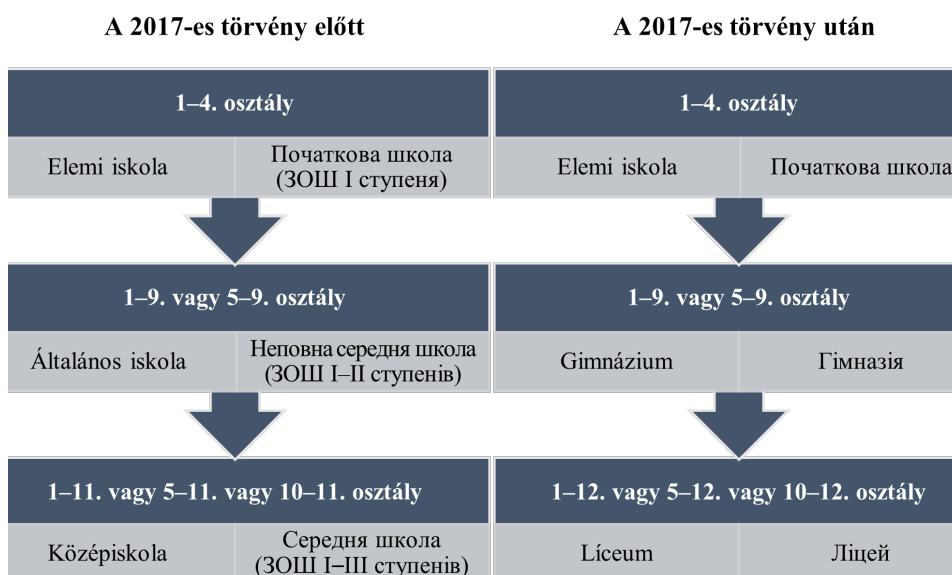 A 2017-es törvény előtt
1–4. osztály
Elemi iskola
Початкова школа
(ЗОШ І ступеня)
1–9. vagy 5–9. osztály
Általános iskola
Неповна середня школа
(ЗОШ І–ІІ ступенів)
1–11. vagy 5–11. vagy 10–11. osztály
Középiskola
Середня школа
(ЗОШ І–ІІІ ступенів)
A 2017-es törvény után
1–4. osztály
Elemi iskola
Початкова школа
1–9. vagy 5–9. osztály
Gimnázium
Гімназія
1–12. vagy 5–12. vagy 10–12. osztály
Líceum
Ліцей